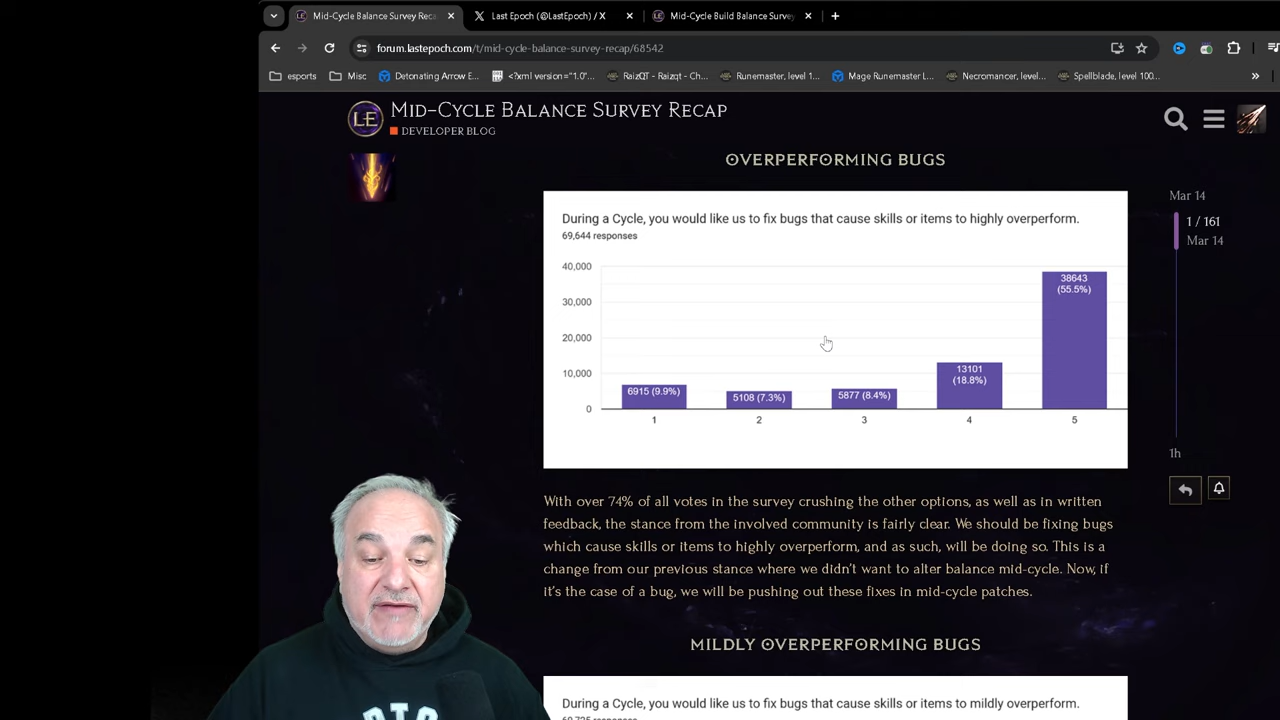 Mid-Cycle Balance Survey Reca
Last Epoch (@LastEpoch) / X
Mid-Cycle Build Balance Survey
forum.lastepoch.com/t/mid-cycle-balance-survey-recap/68542
esports
Misc
Detonating Arrow E...
<?xml version="1.0"...
RaizQT - Raizqt - Ch...
Runemaster, level 1...
Mage Runemaster L...
Necromancer, level...
Spellblade, level 100...
LE
Mid-Cycle Balance Survey Recap
DEVELOPER BLOG
OVERPERFORMING BUGS
During a Cycle, you would like us to fix bugs that cause skills or items to highly overperform.
69,644 responses
40,000
30,000
20,000
10,000
0
6915 (9.9%)
5108 (7.3%)
5877 (8.4%)
13101
(18.8%)
38643
(55.5%)
1
2
3
4
5
Mar 14
1 / 161
Mar 14
1h
With over 74% of all votes in the survey crushing the other options, as well as in written
feedback, the stance from the involved community is fairly clear. We should be fixing bugs
which cause skills or items to highly overperform, and as such, will be doing so. This is a
change from our previous stance where we didn't want to alter balance mid-cycle. Now, if
it's the case of a bug, we will be pushing out these fixes in mid-cycle patches.
MILDLY OVERPERFORMING BUGS
During a Cycle, you would like us to fix bugs that cause skills or items to mildly overperform.